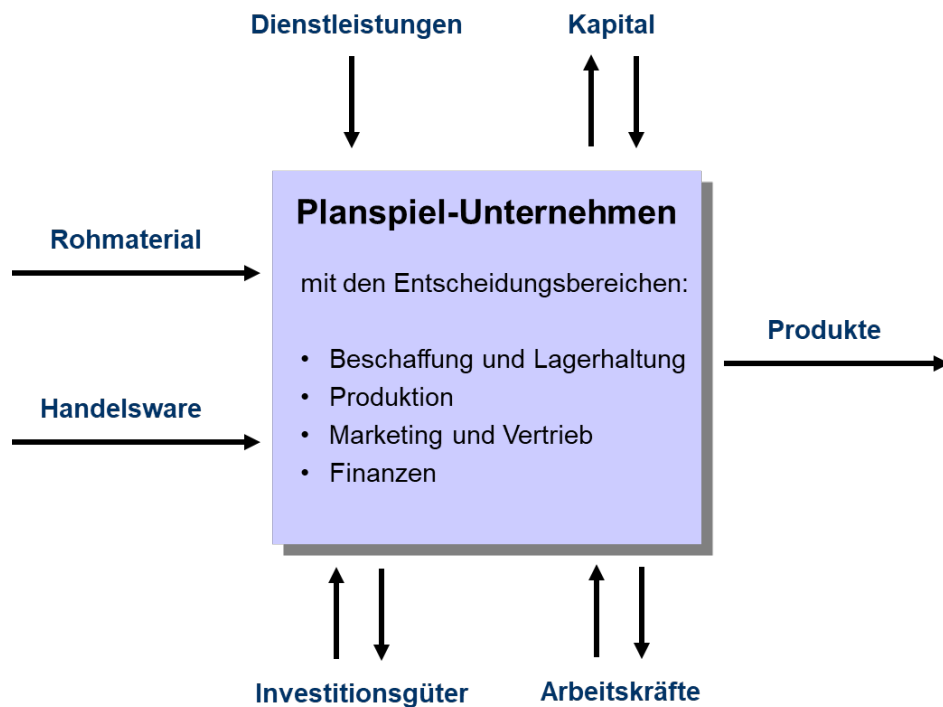 Dienstleistungen
Kapital
Planspiel-Unternehmen
Rohmaterial
mit den Entscheidungsbereichen:
Produkte
• Beschaffung und Lagerhaltung
• Produktion
Handelsware
• Marketing und Vertrieb
• Finanzen
Investitionsgüter
Arbeitskräfte